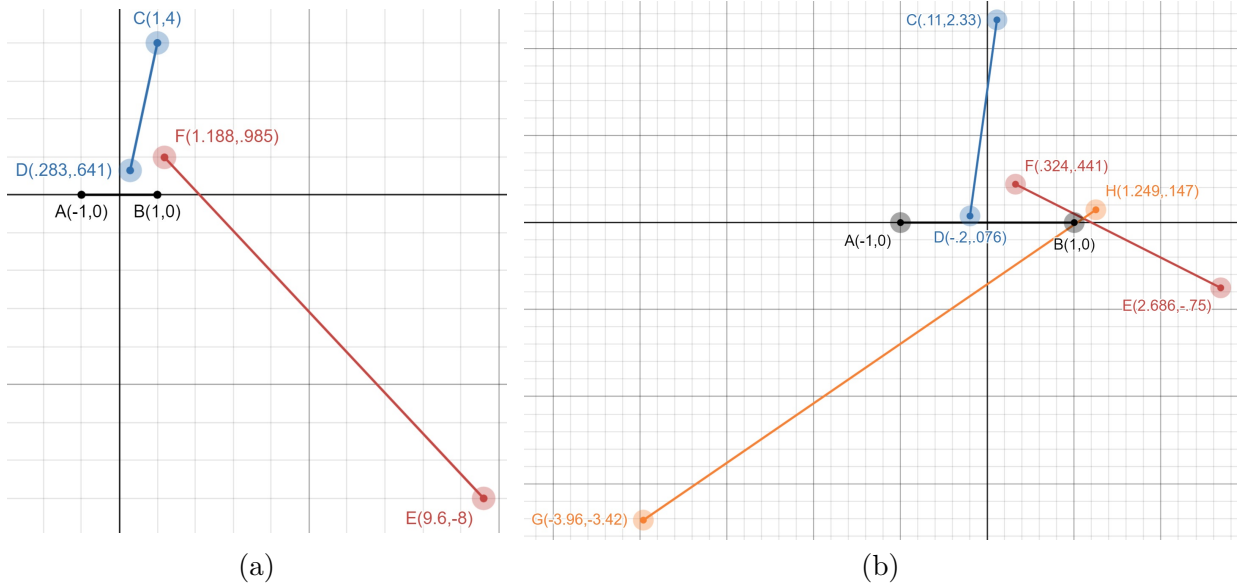 C(1,4)
F(1.188,.985)
D(.283,.641)
A(-1,0)
B(1,0)
E(9.6,-8)
(a)
C(.11,2.33)
F(.324,.441)
H(1.249,.147)
A(-1,0)
D(-.2,.076)
B(1,0)
E(2.686,-.75)
G(-3.96,-3.42)
(b)